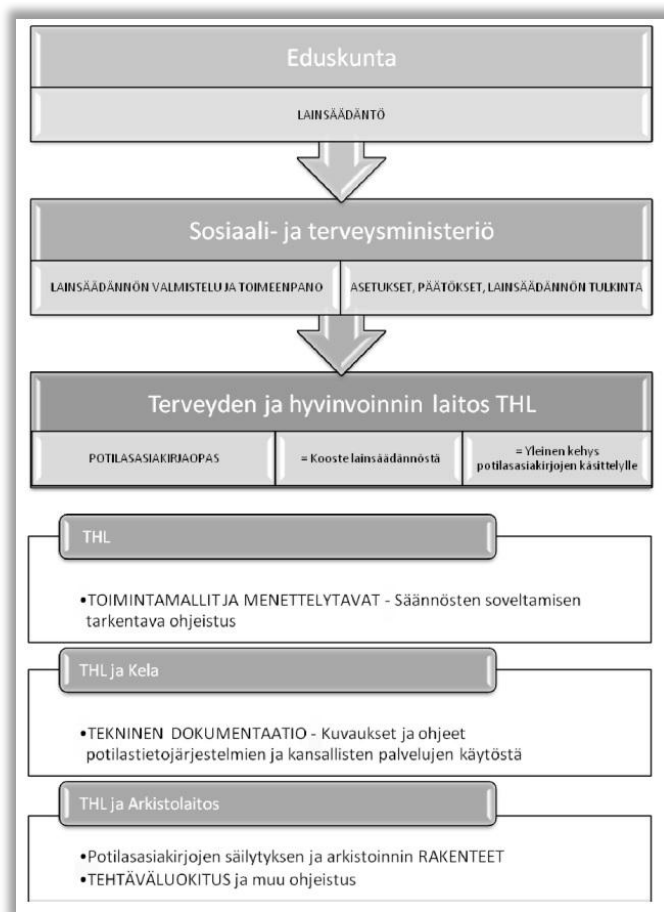 Eduskunta
LAINSÄÄDÄNTÖ
Sosiaali- ja terveysministeriö
LAINSÄÄDÄNNÖN VALMISTELU JA TOIMEENPANO
ASETUKSET, PÄÄTÖKSET, LAINSÄÄDÄNNÖN TULKINTA
Terveyden ja hyvinvoinnin laitos THL
POTILASASIAKIRJAOPAS
= Kooste lainsäädännöstä
= Yleinen kehys
potilasasiakirjojen käsittelylle
THL
•TOIMINTAMALLIT JA MENETTELYTAVAT - Säännösten soveltamisen
tarkentava ohjeistus
THL ja Kela
•TEKNINEN DOKUMENTAATIO - Kuvaukset ja ohjeet
potilastietojärjestelmien ja kansallisten palvelujen käytöstä
THL ja Arkistolaitos
•Potilasasiakirjojen säilytyksen ja arkistoinnin RAKENTEET
•TEHTÄVÄLUOKITUS ja muu ohjeistus